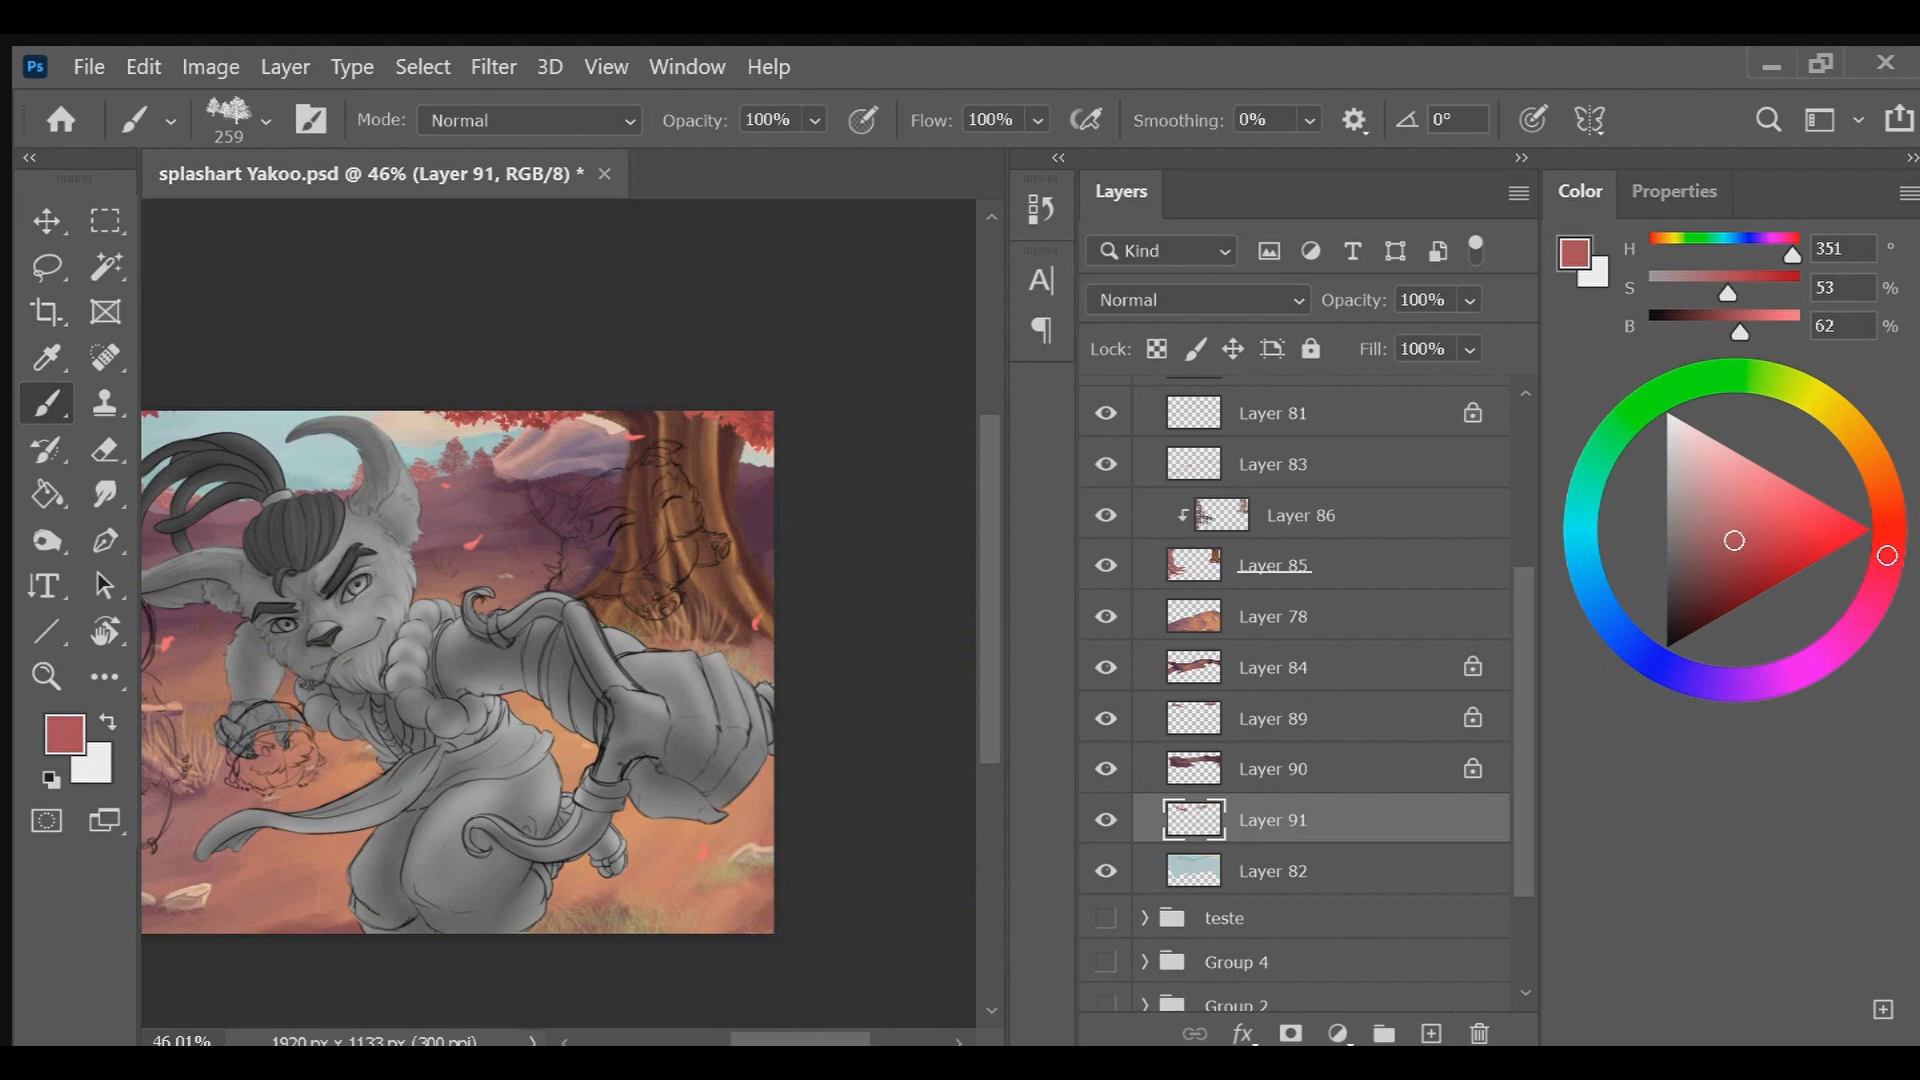 Ps File Edit Image Layer Type Select Filter 3D View Window Help
259 Mode: Normal Opacity: 100% Flow: 100% Smoothing: 0% 0°
splashart Yakoo.psd @ 46% (Layer 91, RGB/8) *
Layers
Color Properties
Kind
Normal Opacity: 100%
Lock: Fill: 100%
H 351 °
S 53 %
B 62 %
Layer 81
Layer 83
Layer 86
Layer 85
Layer 78
Layer 84
Layer 89
Layer 90
Layer 91
Layer 82
teste
Group 4
Group 2
fx
46.01% 1920 px x 1133 px (300 ppi)